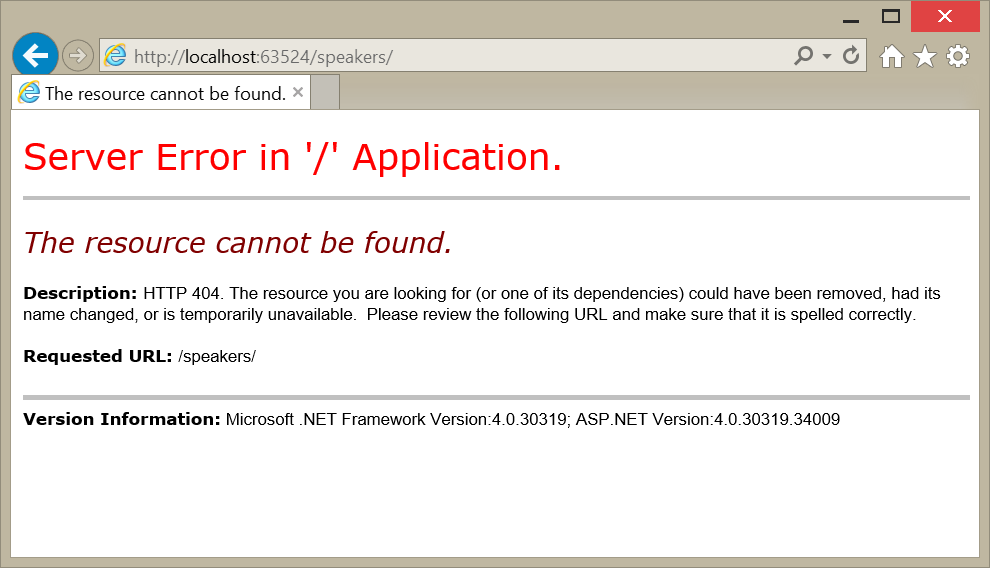 http://localhost:63524/speakers/
The resource cannot be found.
Server Error in '/' Application.
The resource cannot be found.
Description: HTTP 404. The resource you are looking for (or one of its dependencies) could have been removed, had its
name changed, or is temporarily unavailable.  Please review the following URL and make sure that it is spelled correctly.
Requested URL: /speakers/
Version Information: Microsoft .NET Framework Version:4.0.30319; ASP.NET Version:4.0.30319.34009